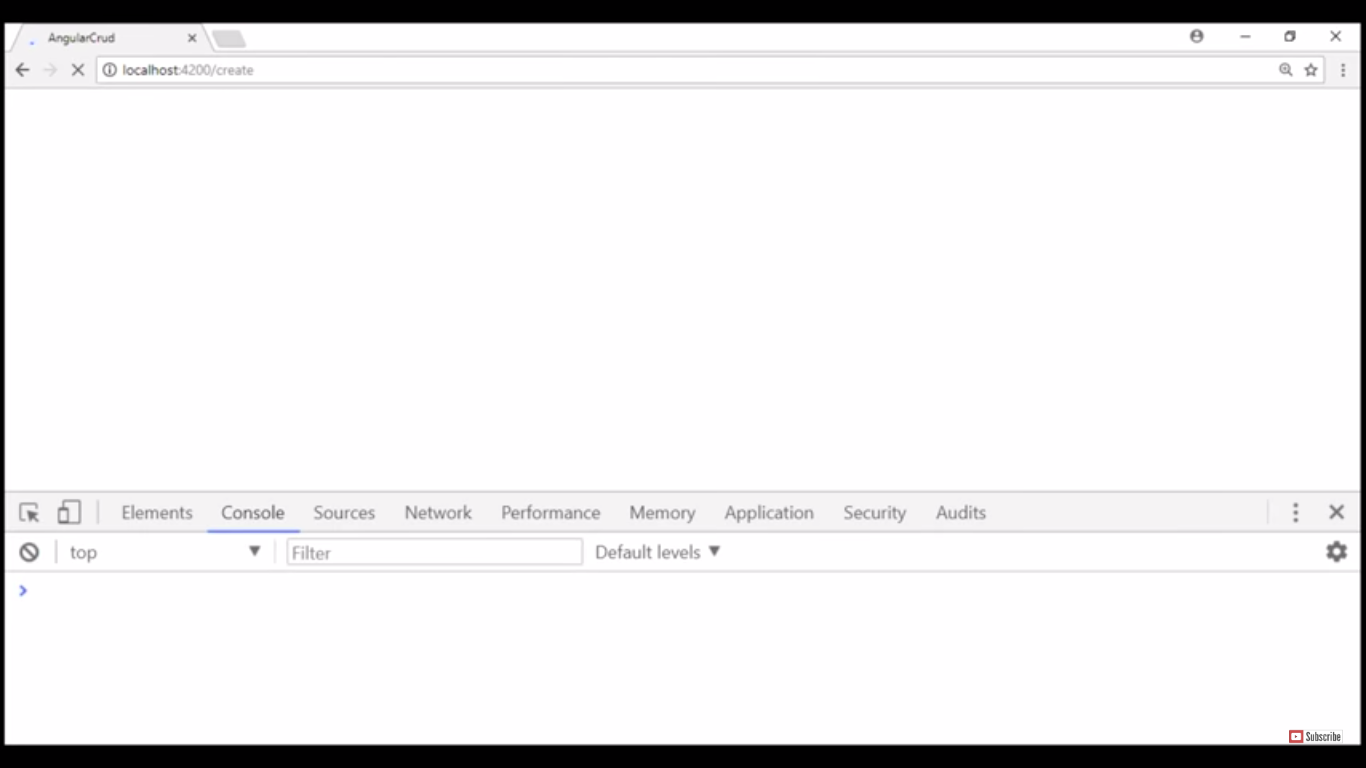 AngularCrud
localhost:4200/create
Elements Console Sources Network Performance Memory Application Security Audits
top Filter Default levels
Subscribe